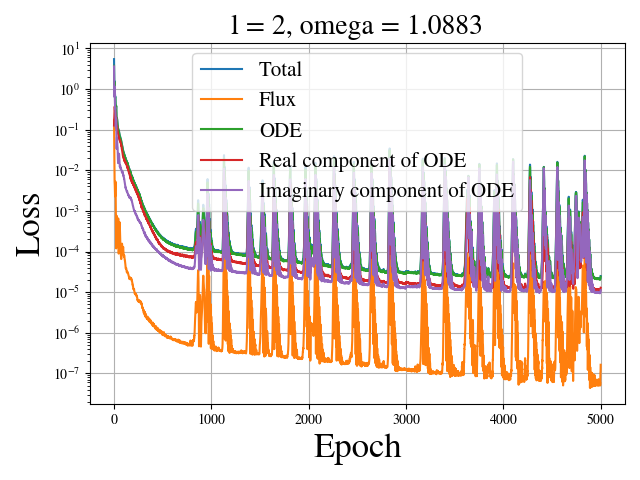 l = 2, omega = 1.0883
Loss
10¹
10⁰
10⁻¹
10⁻²
10⁻³
10⁻⁴
10⁻⁵
10⁻⁶
10⁻⁷
Total
Flux
ODE
Real component of ODE
Imaginary component of ODE
0 1000 2000 3000 4000 5000
Epoch